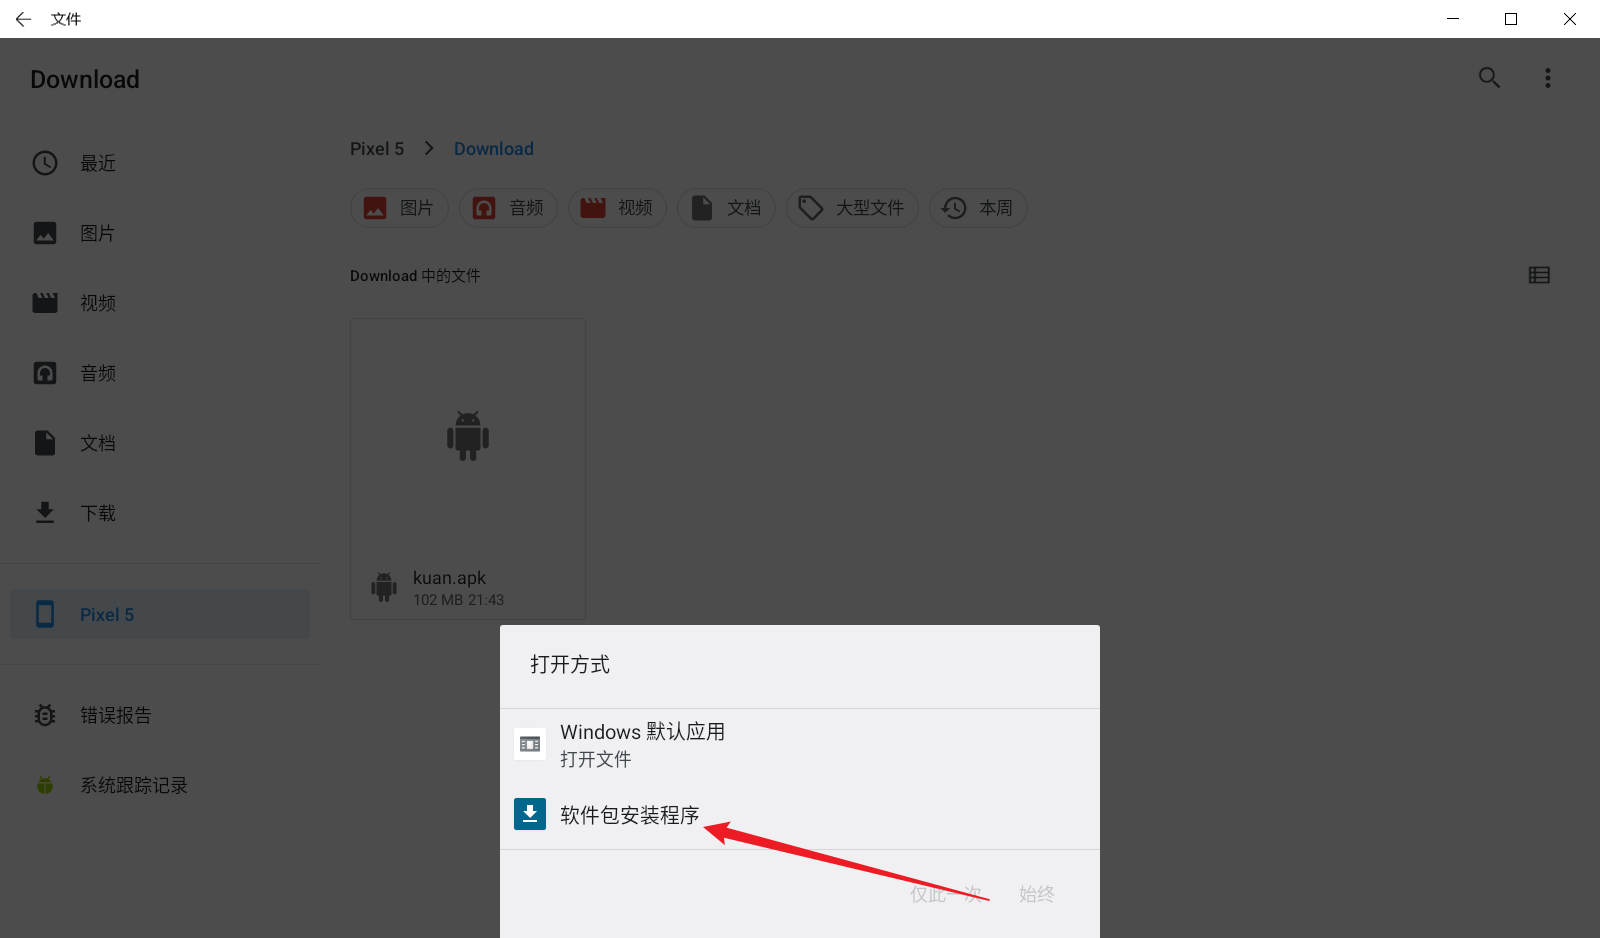 文件
Download
最近
图片
视频
音频
文档
下载
Pixel 5
错误报告
系统跟踪记录
Pixel 5 Download
图片 音频 视频 文档 大型文件 本周
Download 中的文件
kuan.apk
102 MB 21:43
打开方式
Windows 默认应用
打开文件
软件包安装程序
仅此一次 始终